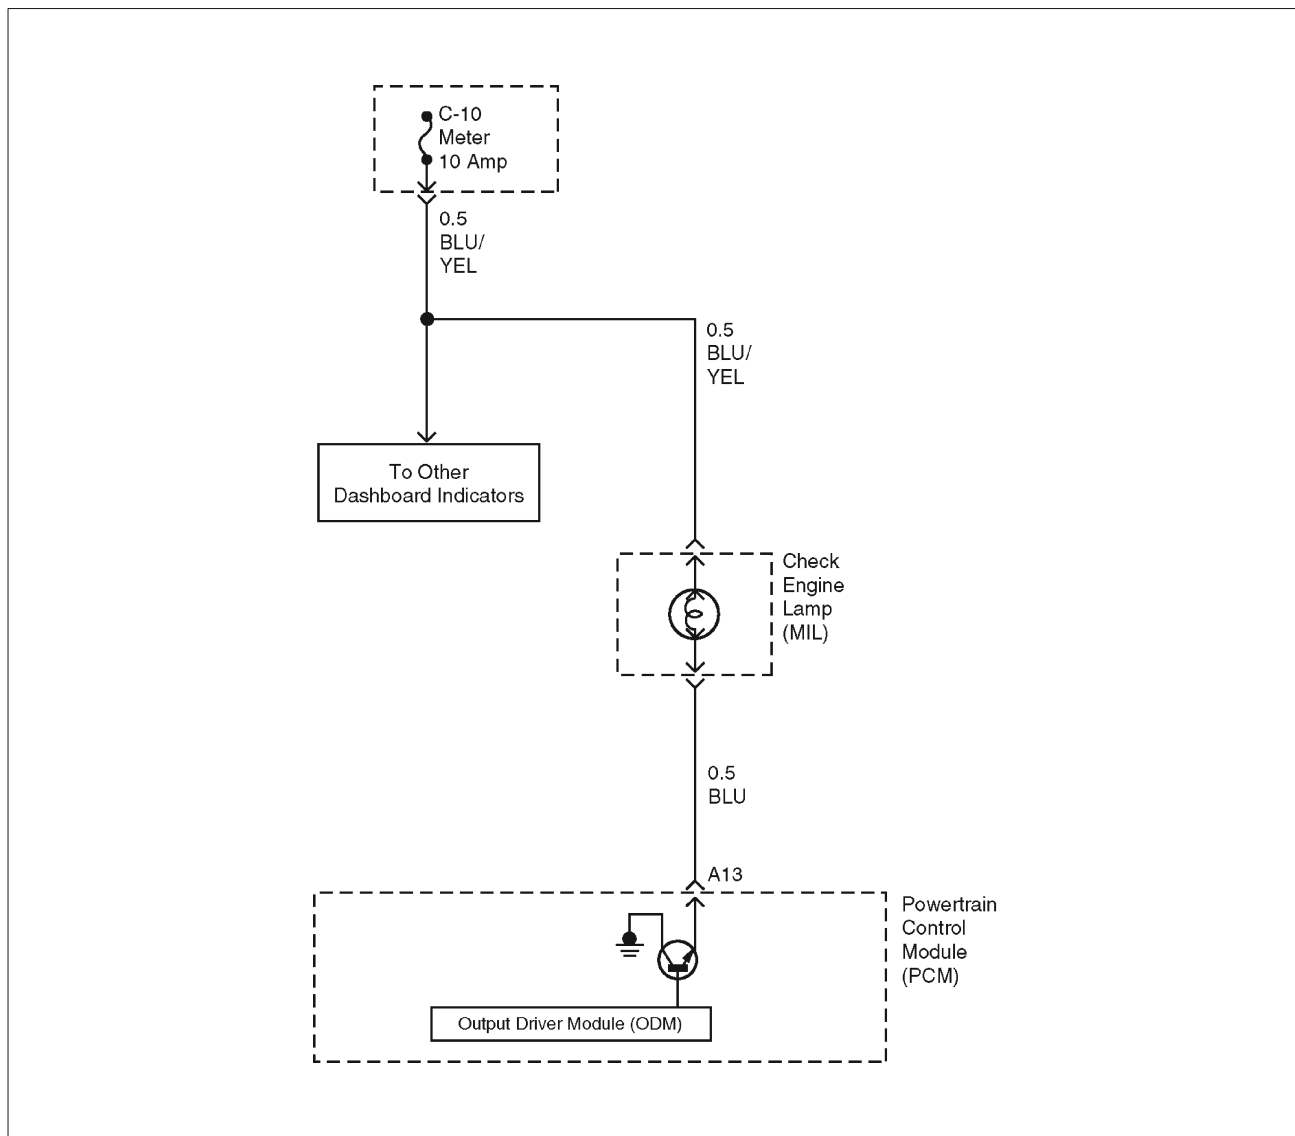 C-10
Meter
10 Amp
0.5
BLU/
YEL
0.5
BLU/
YEL
To Other
Dashboard Indicators
Check
Engine
Lamp
(MIL)
0.5
BLU
A13
Powertrain
Control
Module
(PCM)
Output Driver Module (ODM)